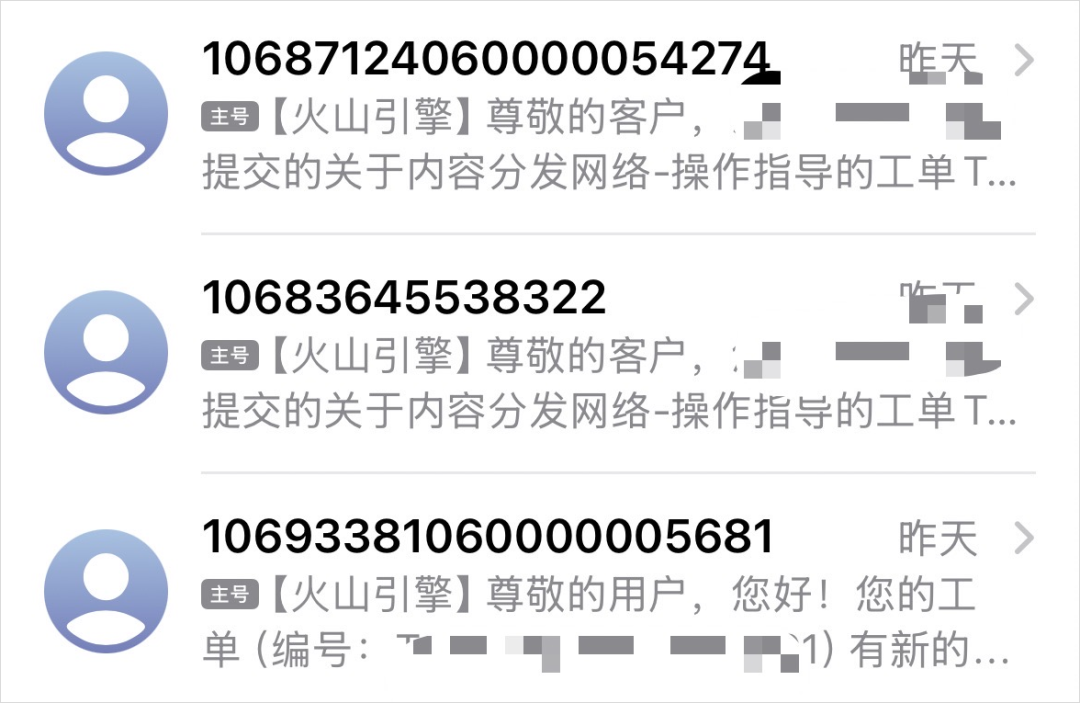 10687124060000054274 昨天
主号【火山引擎】尊敬的客户，
提交的关于内容分发网络-操作指导的工单 T...
10683645538322 昨天
主号【火山引擎】尊敬的客户，
提交的关于内容分发网络-操作指导的工单 T...
10693381060000005681 昨天
主号【火山引擎】尊敬的用户，您好！您的工
单（编号： 1）有新的...